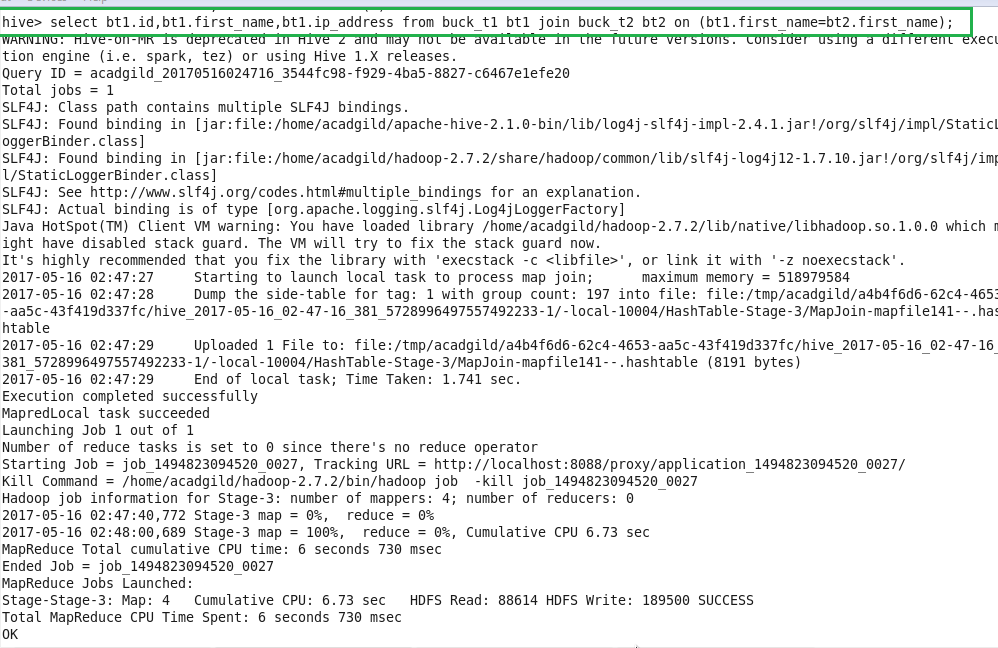 hive> select bt1.id,bt1.first_name,bt1.ip_address from buck_t1 bt1 join buck_t2 bt2 on (bt1.first_name=bt2.first_name);
WARNING: Hive-on-MR is deprecated in Hive 2 and may not be available in the future versions. Consider using a different execu
tion engine (i.e. spark, tez) or using Hive 1.X releases.
Query ID = acadgild_20170516024716_3544fc98-f929-4ba5-8827-c6467e1efe20
Total jobs = 1
SLF4J: Class path contains multiple SLF4J bindings.
SLF4J: Found binding in [jar:file:/home/acadgild/apache-hive-2.1.0-bin/lib/log4j-slf4j-impl-2.4.1.jar!/org/slf4j/impl/StaticL
oggerBinder.class]
SLF4J: Found binding in [jar:file:/home/acadgild/hadoop-2.7.2/share/hadoop/common/lib/slf4j-log4j12-1.7.10.jar!/org/slf4j/imp
l/StaticLoggerBinder.class]
SLF4J: See http://www.slf4j.org/codes.html#multiple_bindings for an explanation.
SLF4J: Actual binding is of type [org.apache.logging.slf4j.Log4jLoggerFactory]
Java HotSpot(TM) Client VM warning: You have loaded library /home/acadgild/hadoop-2.7.2/lib/native/libhadoop.so.1.0.0 which m
ight have disabled stack guard. The VM will try to fix the stack guard now.
It's highly recommended that you fix the library with 'execstack -c <libfile>', or link it with '-z noexecstack'.
2017-05-16 02:47:27     Starting to launch local task to process map join;      maximum memory = 518979584
2017-05-16 02:47:28     Dump the side-table for tag: 1 with group count: 197 into file: file:/tmp/acadgild/a4b4f6d6-62c4-4653
-aa5c-43f419d337fc/hive_2017-05-16_02-47-16_381_5728996497557492233-1/-local-10004/HashTable-Stage-3/MapJoin-mapfile141--.has
htable
2017-05-16 02:47:29     Uploaded 1 File to: file:/tmp/acadgild/a4b4f6d6-62c4-4653-aa5c-43f419d337fc/hive_2017-05-16_02-47-16_
381_5728996497557492233-1/-local-10004/HashTable-Stage-3/MapJoin-mapfile141--.hashtable (8191 bytes)
2017-05-16 02:47:29     End of local task; Time Taken: 1.741 sec.
Execution completed successfully
MapredLocal task succeeded
Launching Job 1 out of 1
Number of reduce tasks is set to 0 since there's no reduce operator
Starting Job = job_1494823094520_0027, Tracking URL = http://localhost:8088/proxy/application_1494823094520_0027/
Kill Command = /home/acadgild/hadoop-2.7.2/bin/hadoop job  -kill job_1494823094520_0027
Hadoop job information for Stage-3: number of mappers: 4; number of reducers: 0
2017-05-16 02:47:40,772 Stage-3 map = 0%,  reduce = 0%
2017-05-16 02:48:00,689 Stage-3 map = 100%,  reduce = 0%, Cumulative CPU 6.73 sec
MapReduce Total cumulative CPU time: 6 seconds 730 msec
Ended Job = job_1494823094520_0027
MapReduce Jobs Launched:
Stage-Stage-3: Map: 4   Cumulative CPU: 6.73 sec   HDFS Read: 88614 HDFS Write: 189500 SUCCESS
Total MapReduce CPU Time Spent: 6 seconds 730 msec
OK